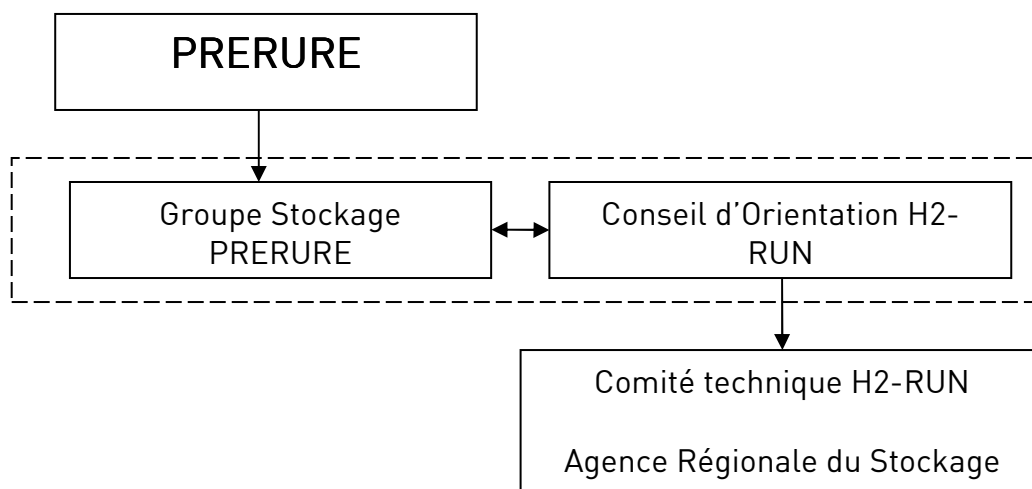 PRERURE
Groupe Stockage
PRERURE
Conseil d’Orientation H2-
RUN
Comité technique H2-RUN
Agence Régionale du Stockage